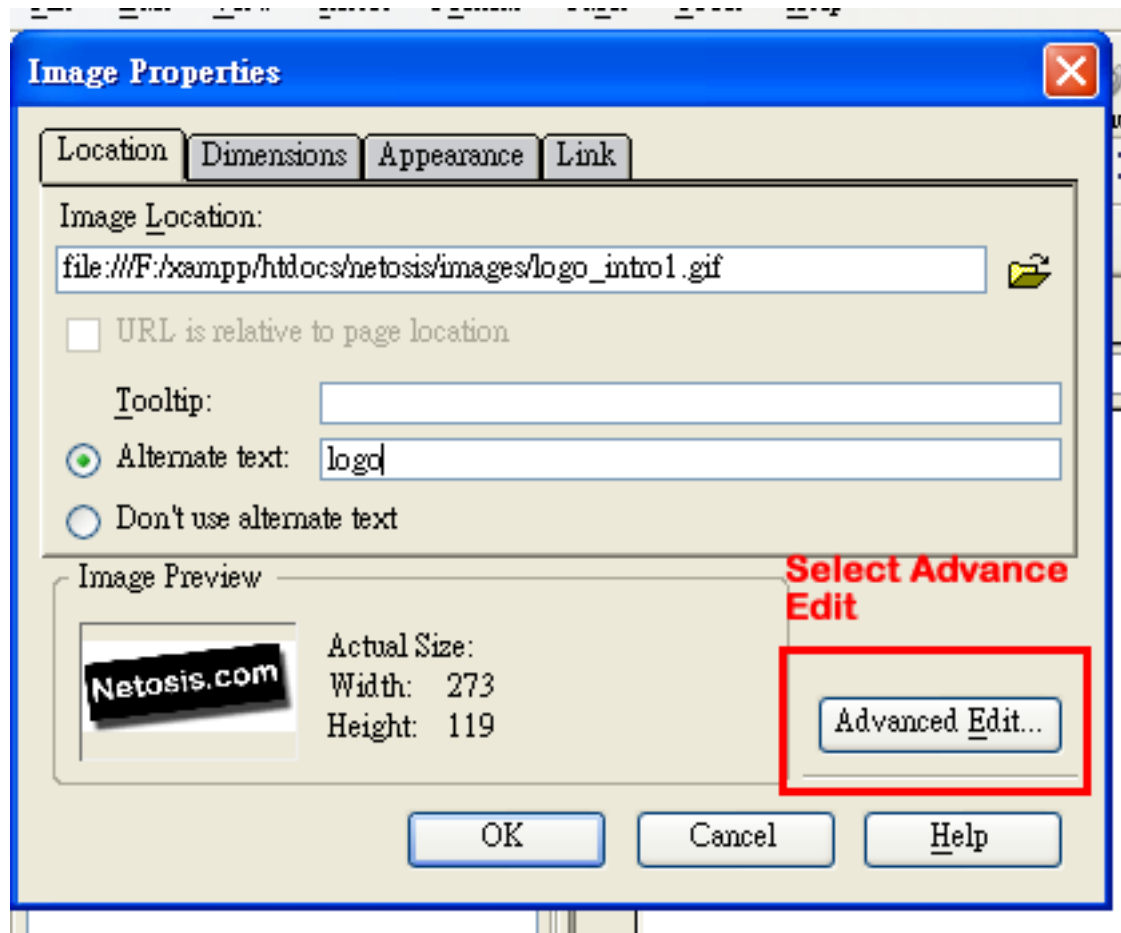 Image Properties
Location Dimensions Appearance Link
Image Location:
file:///F:/xampp/htdocs/netosis/images/logo_intro1.gif
URL is relative to page location
Tooltip:
Alternate text: logo
Don't use alternate text
Image Preview
Select Advance
Edit
Netosis.com
Actual Size:
Width: 273
Height: 119
Advanced Edit...
OK Cancel Help